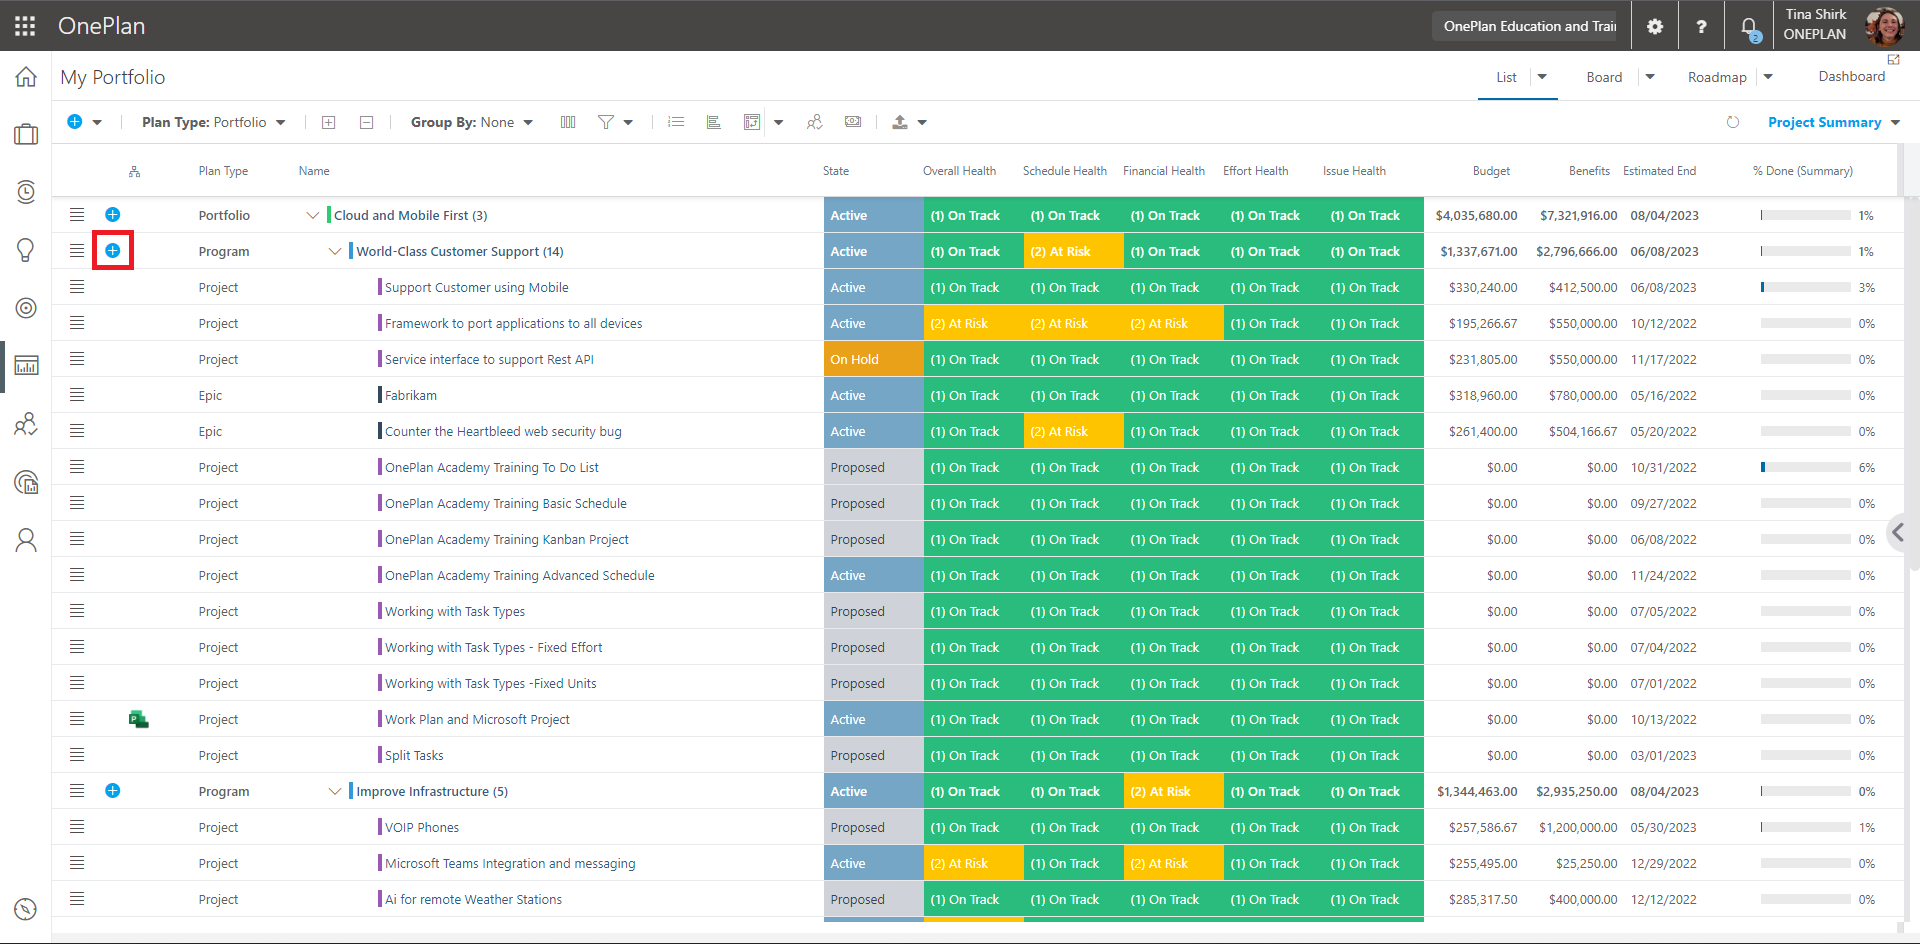 OnePlan
OnePlan Education and Trai
?
2
Tina Shirk
ONEPLAN
My Portfolio
List Board Roadmap Dashboard
Plan Type: Portfolio Group By: None Project Summary
Plan Type Name State Overall Health Schedule Health Financial Health Effort Health Issue Health Budget Benefits Estimated End % Done (Summary)
Portfolio Cloud and Mobile First (3) Active (1) On Track (1) On Track (1) On Track (1) On Track (1) On Track $4,035,680.00 $7,321,916.00 08/04/2023 1%
Program World-Class Customer Support (14) Active (1) On Track (2) At Risk (1) On Track (1) On Track (1) On Track $1,337,671.00 $2,796,666.00 06/08/2023 1%
Project Support Customer using Mobile Active (1) On Track (1) On Track (1) On Track (1) On Track (1) On Track $330,240.00 $412,500.00 06/08/2023 3%
Project Framework to port applications to all devices Active (2) At Risk (2) At Risk (2) At Risk (1) On Track (1) On Track $195,266.67 $550,000.00 10/12/2022 0%
Project Service interface to support Rest API On Hold (1) On Track (1) On Track (1) On Track (1) On Track (1) On Track $231,805.00 $550,000.00 11/17/2022 0%
Epic Fabrikam Active (1) On Track (1) On Track (1) On Track (1) On Track (1) On Track $318,960.00 $780,000.00 05/16/2022 0%
Epic Counter the Heartbleed web security bug Active (1) On Track (2) At Risk (1) On Track (1) On Track (1) On Track $261,400.00 $504,166.67 05/20/2022 0%
Project OnePlan Academy Training To Do List Proposed (1) On Track (1) On Track (1) On Track (1) On Track (1) On Track $0.00 $0.00 10/31/2022 6%
Project OnePlan Academy Training Basic Schedule Proposed (1) On Track (1) On Track (1) On Track (1) On Track (1) On Track $0.00 $0.00 09/27/2022 0%
Project OnePlan Academy Training Kanban Project Proposed (1) On Track (1) On Track (1) On Track (1) On Track (1) On Track $0.00 $0.00 06/08/2022 0%
Project OnePlan Academy Training Advanced Schedule Active (1) On Track (1) On Track (1) On Track (1) On Track (1) On Track $0.00 $0.00 11/24/2022 0%
Project Working with Task Types Proposed (1) On Track (1) On Track (1) On Track (1) On Track (1) On Track $0.00 $0.00 07/05/2022 0%
Project Working with Task Types - Fixed Effort Proposed (1) On Track (1) On Track (1) On Track (1) On Track (1) On Track $0.00 $0.00 07/04/2022 0%
Project Working with Task Types -Fixed Units Proposed (1) On Track (1) On Track (1) On Track (1) On Track (1) On Track $0.00 $0.00 07/01/2022 0%
P Project Work Plan and Microsoft Project Active (1) On Track (1) On Track (1) On Track (1) On Track (1) On Track $0.00 $0.00 10/13/2022 0%
Project Split Tasks Proposed (1) On Track (1) On Track (1) On Track (1) On Track (1) On Track $0.00 $0.00 03/01/2023 0%
Program Improve Infrastructure (5) Active (1) On Track (1) On Track (2) At Risk (1) On Track (1) On Track $1,344,463.00 $2,935,250.00 08/04/2023 0%
Project VOIP Phones Proposed (1) On Track (1) On Track (1) On Track (1) On Track (1) On Track $257,586.67 $1,200,000.00 05/30/2023 1%
Project Microsoft Teams Integration and messaging Active (2) At Risk (1) On Track (2) At Risk (1) On Track (1) On Track $255,495.00 $25,250.00 12/29/2022 0%
Project Ai for remote Weather Stations Proposed (1) On Track (1) On Track (1) On Track (1) On Track (1) On Track $285,317.50 $400,000.00 12/12/2022 0%